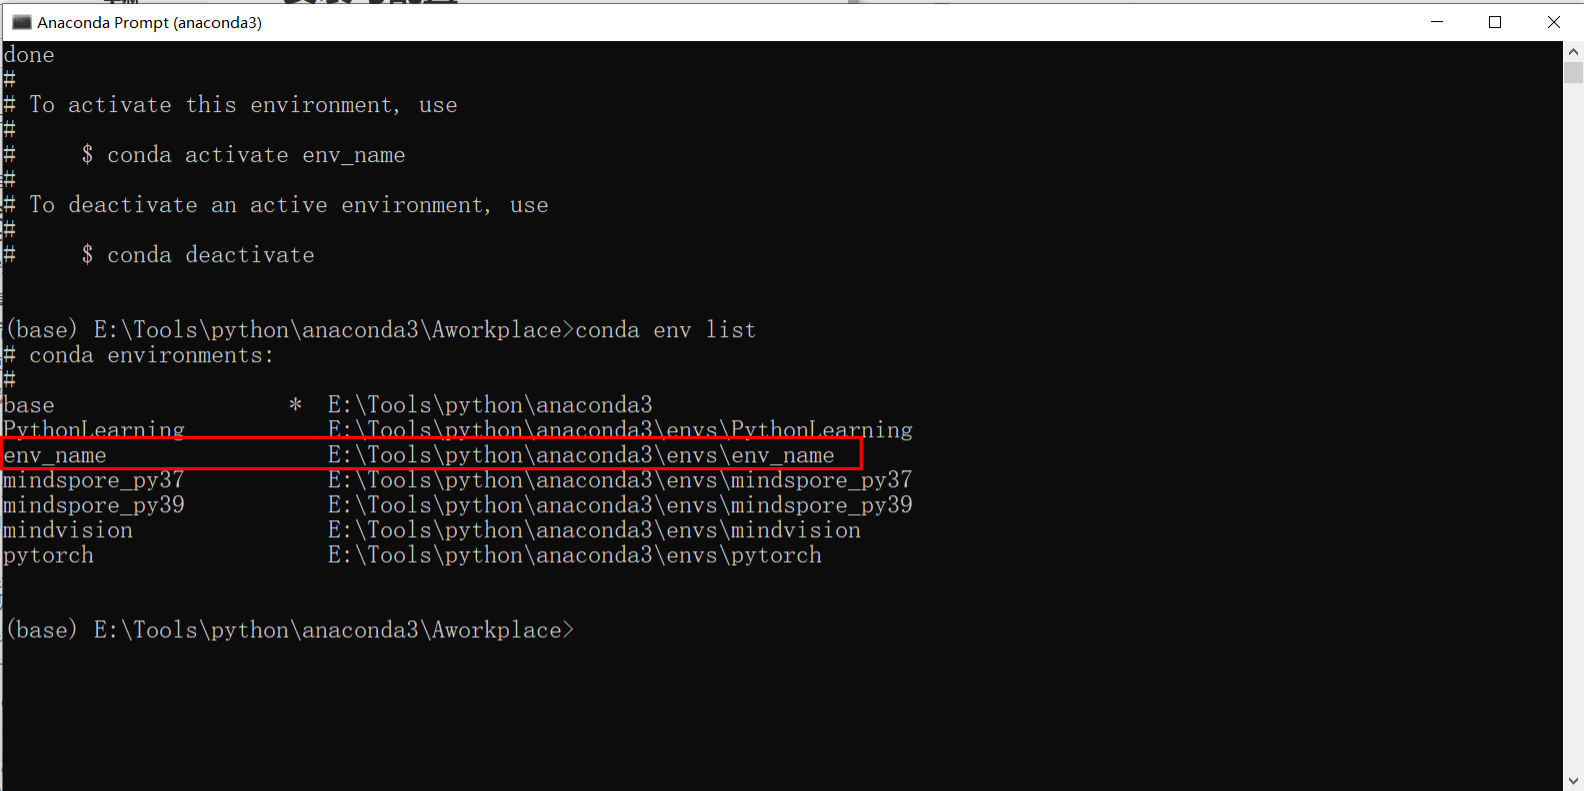 Anaconda Prompt (anaconda3)
done
#
# To activate this environment, use
#
#     $ conda activate env_name
#
# To deactivate an active environment, use
#
#     $ conda deactivate
(base) E:\Tools\python\anaconda3\Aworkplace>conda env list
# conda environments:
#
base                  *  E:\Tools\python\anaconda3
PythonLearning           E:\Tools\python\anaconda3\envs\PythonLearning
env_name                 E:\Tools\python\anaconda3\envs\env_name
mindspore_py37           E:\Tools\python\anaconda3\envs\mindspore_py37
mindspore_py39           E:\Tools\python\anaconda3\envs\mindspore_py39
mindvision               E:\Tools\python\anaconda3\envs\mindvision
pytorch                  E:\Tools\python\anaconda3\envs\pytorch
(base) E:\Tools\python\anaconda3\Aworkplace>